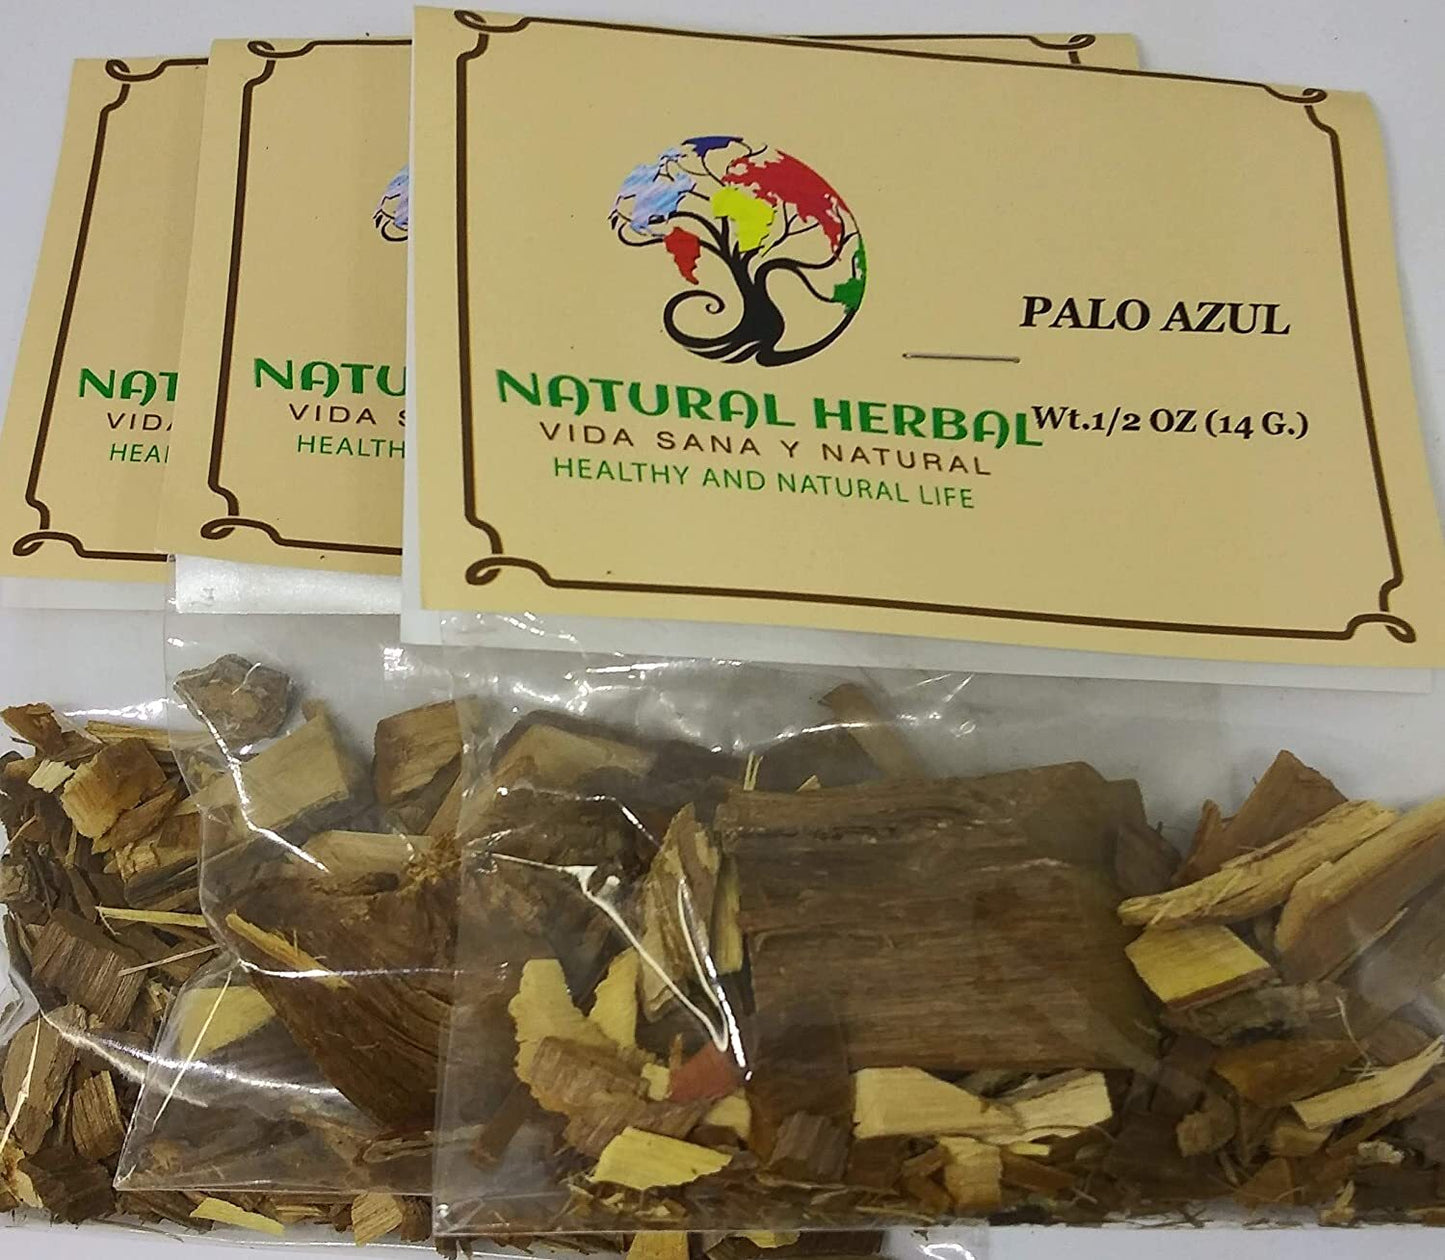 PALO AZUL
NATURAL HERBAL
Wt.1/2 OZ (14 G.)
VIDA SANA Y NATURAL
HEALTHY AND NATURAL LIFE
NATU
VIDA S
HEALTH
NAT
VIDA
HEAL